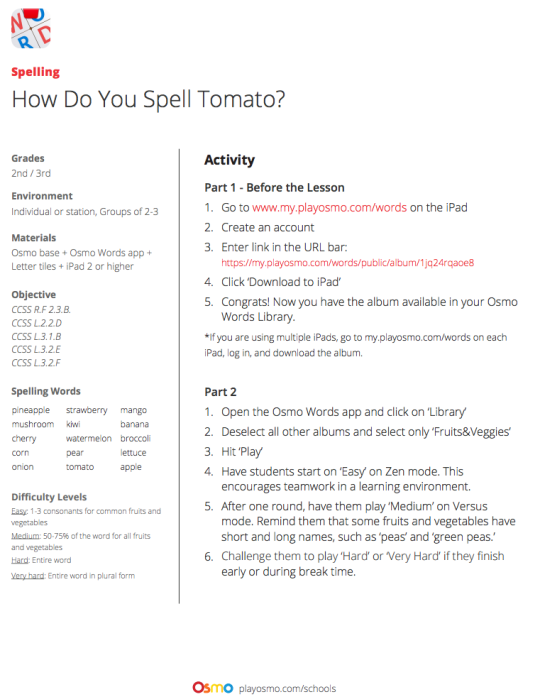 N
O
R
D
Spelling
How Do You Spell Tomato?
Grades
2nd / 3rd
Environment
Individual or station, Groups of 2-3
Materials
Osmo base + Osmo Words app +
Letter tiles + iPad 2 or higher
Objective
CCSS R.F 2.3.B.
CCSS L.2.2.D
CCSS L.3.1.B
CCSS L.3.2.E
CCSS L.3.2.F
Spelling Words
pineapple strawberry mango
mushroom kiwi banana
cherry watermelon broccoli
corn pear lettuce
onion tomato apple
Difficulty Levels
Easy: 1-3 consonants for common fruits and
vegetables
Medium: 50-75% of the word for all fruits
and vegetables
Hard: Entire word
Very hard: Entire word in plural form
Activity
Part 1 - Before the Lesson
1. Go to www.my.playosmo.com/words on the iPad
2. Create an account
3. Enter link in the URL bar:
https://my.playosmo.com/words/public/album/1jq24rqaoe8
4. Click 'Download to iPad'
5. Congrats! Now you have the album available in your Osmo
Words Library.
*If you are using multiple iPads, go to my.playosmo.com/words on each
iPad, log in, and download the album.
Part 2
1. Open the Osmo Words app and click on 'Library'
2. Deselect all other albums and select only 'Fruits&Veggies'
3. Hit 'Play'
4. Have students start on 'Easy' on Zen mode. This
encourages teamwork in a learning environment.
5. After one round, have them play 'Medium' on Versus
mode. Remind them that some fruits and vegetables have
short and long names, such as 'peas' and 'green peas.'
6. Challenge them to play 'Hard' or 'Very Hard' if they finish
early or during break time.
Osmo playosmo.com/schools